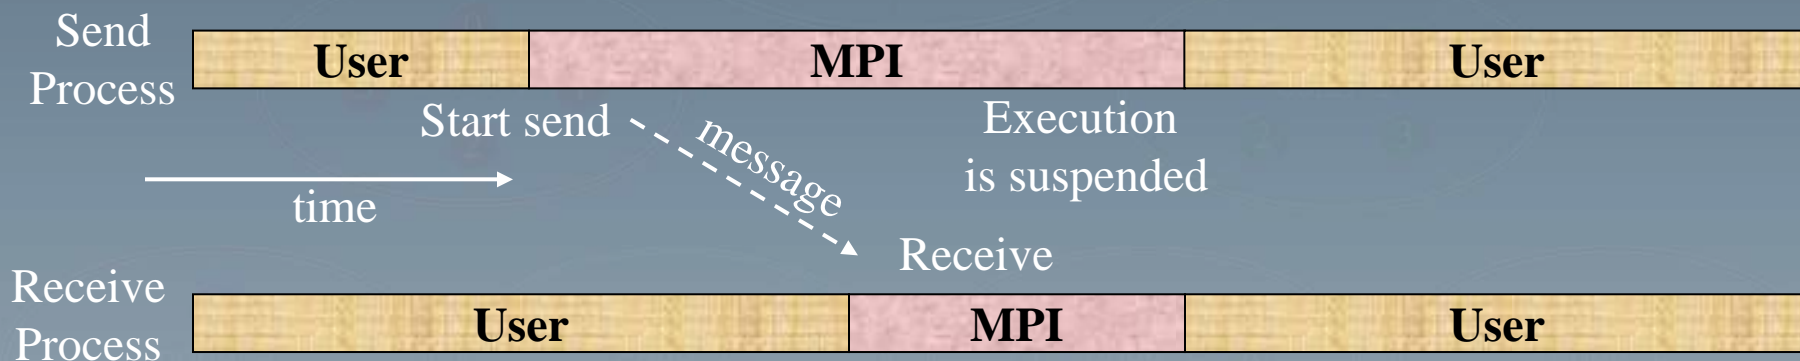 Send
Process
User MPI User
Start send
message
Execution
is suspended
time
Receive
Receive
Process
User MPI User